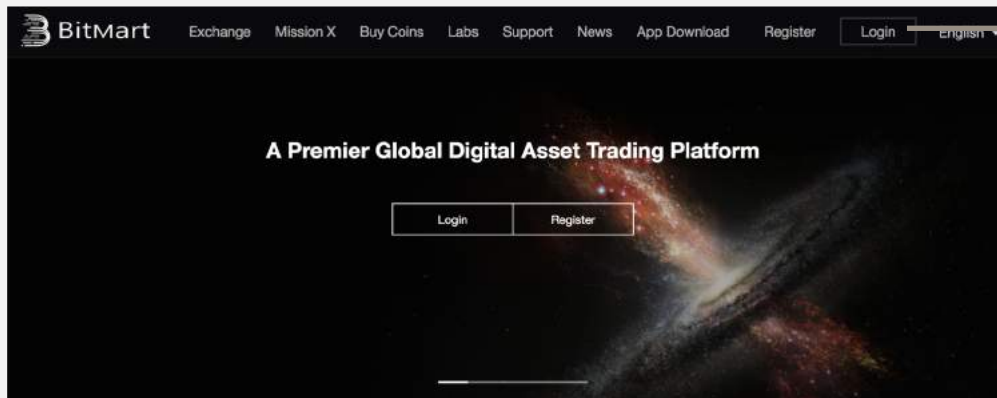 BitMart Exchange Mission X Buy Coins Labs Support News App Download Register Login English
A Premier Global Digital Asset Trading Platform
Login Register